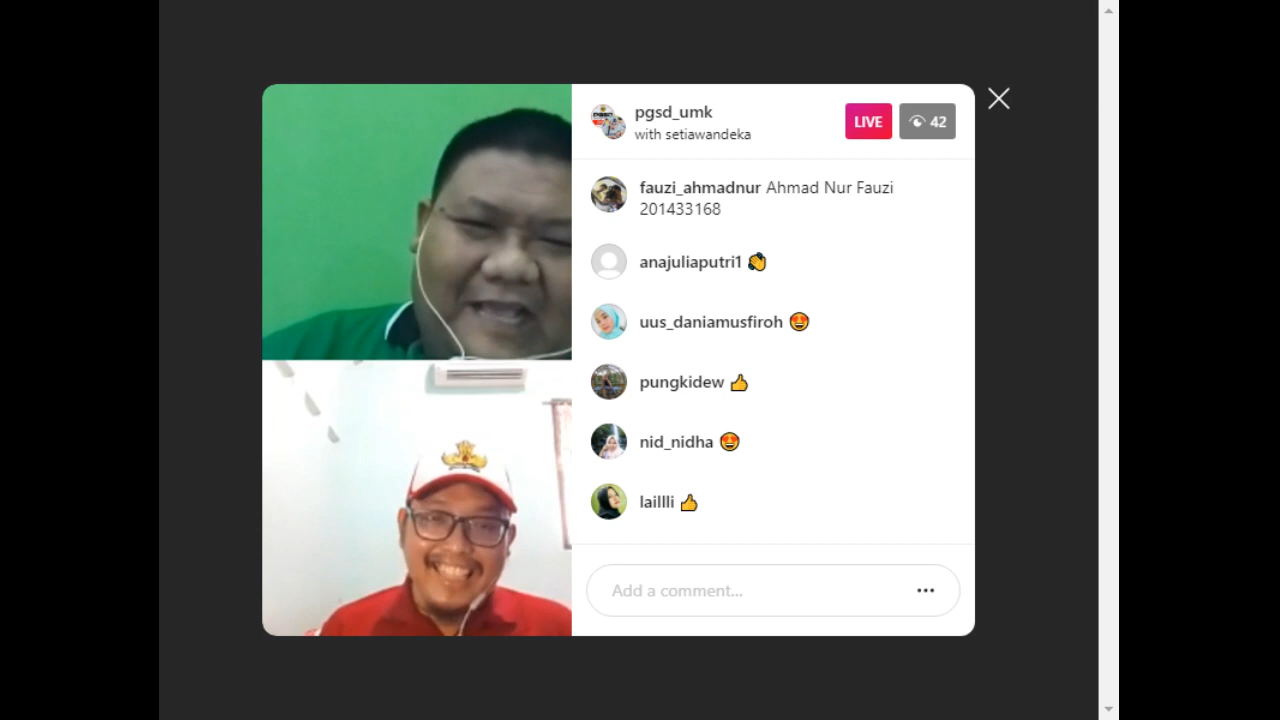 pgsd_umk
with setiawandeka
LIVE
42
fauzi_ahmadnur Ahmad Nur Fauzi
201433168
anajuliaputri1 👏
uus_daniamusfiroh 🤩
pungkidew 👍
nid_nidha 🤩
laillli 👍
Add a comment...